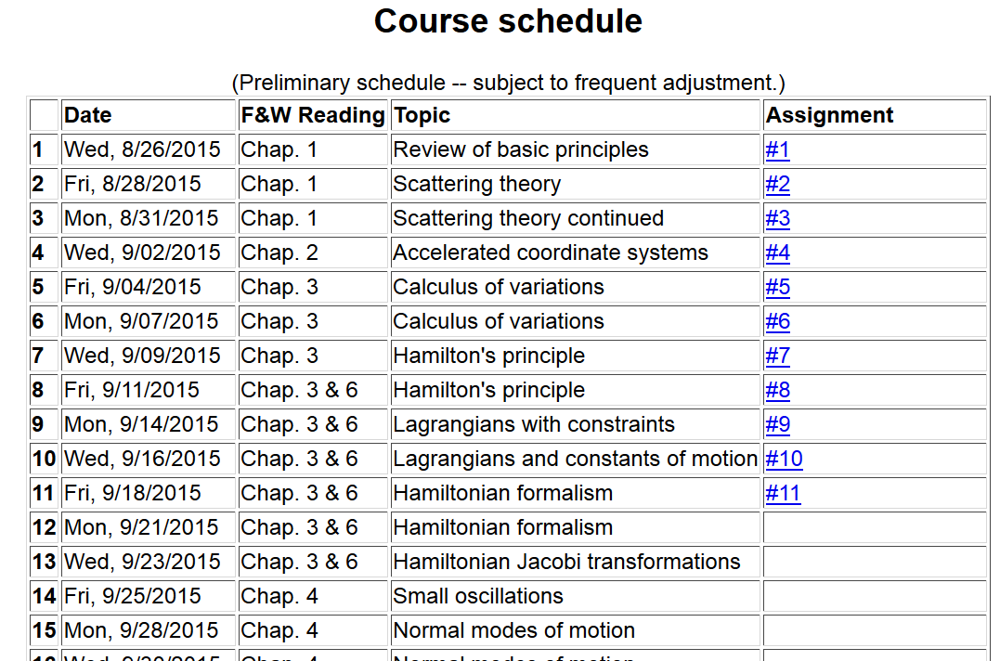 Course schedule
(Preliminary schedule -- subject to frequent adjustment.)
Date F&W Reading Topic Assignment
1 Wed, 8/26/2015 Chap. 1 Review of basic principles #1
2 Fri, 8/28/2015 Chap. 1 Scattering theory #2
3 Mon, 8/31/2015 Chap. 1 Scattering theory continued #3
4 Wed, 9/02/2015 Chap. 2 Accelerated coordinate systems #4
5 Fri, 9/04/2015 Chap. 3 Calculus of variations #5
6 Mon, 9/07/2015 Chap. 3 Calculus of variations #6
7 Wed, 9/09/2015 Chap. 3 Hamilton's principle #7
8 Fri, 9/11/2015 Chap. 3 & 6 Hamilton's principle #8
9 Mon, 9/14/2015 Chap. 3 & 6 Lagrangians with constraints #9
10 Wed, 9/16/2015 Chap. 3 & 6 Lagrangians and constants of motion #10
11 Fri, 9/18/2015 Chap. 3 & 6 Hamiltonian formalism #11
12 Mon, 9/21/2015 Chap. 3 & 6 Hamiltonian formalism
13 Wed, 9/23/2015 Chap. 3 & 6 Hamiltonian Jacobi transformations
14 Fri, 9/25/2015 Chap. 4 Small oscillations
15 Mon, 9/28/2015 Chap. 4 Normal modes of motion